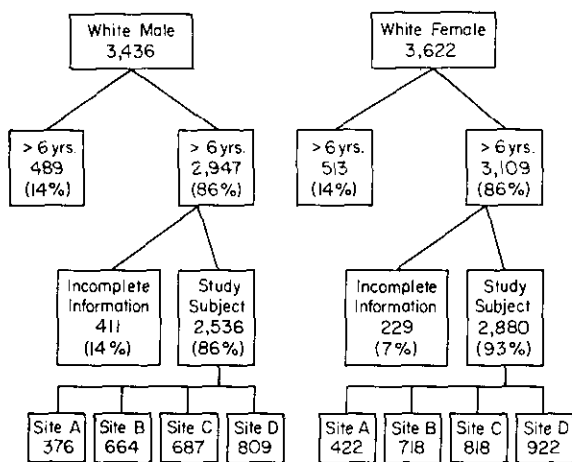 White Male
3,436
White Female
3,622
> 6 yrs.
489
(14%)
> 6 yrs.
2,947
(86%)
> 6 yrs.
513
(14%)
> 6 yrs.
3,109
(86%)
Incomplete
Information
411
(14%)
Study
Subject
2,536
(86%)
Incomplete
Information
229
(7%)
Study
Subject
2,880
(93%)
Site A
376
Site B
664
Site C
687
Site D
809
Site A
422
Site B
718
Site C
818
Site D
922